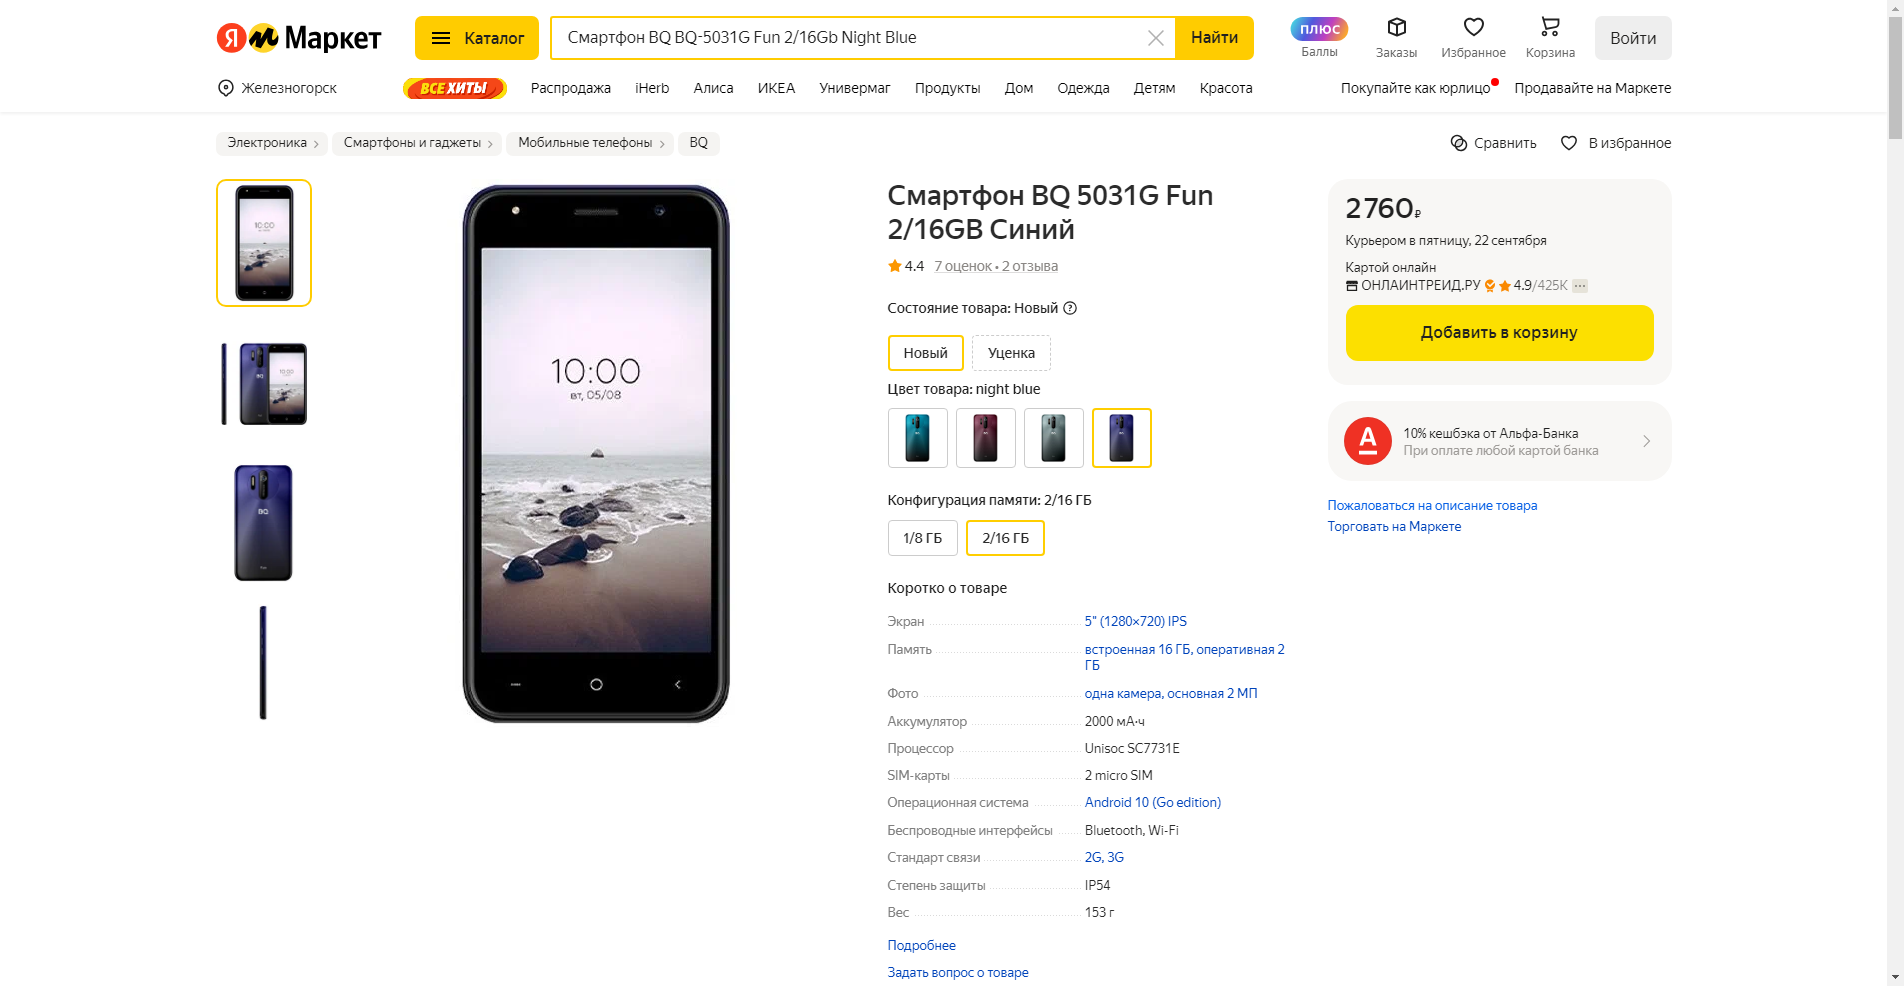 Я Маркет
Каталог
Смартфон BQ BQ-5031G Fun 2/16Gb Night Blue
Найти
ПЛЮС
Баллы
Заказы
Избранное
Корзина
Войти
Железногорск
ВСЕ ХИТЫ
Распродажа
iHerb
Алиса
ИКЕА
Универмаг
Продукты
Дом
Одежда
Детям
Красота
Покупайте как юрлицо
Продавайте на Маркете
Электроника
Смартфоны и гаджеты
Мобильные телефоны
BQ
Сравнить
В избранное
10:00
вт, 05/08
Смартфон BQ 5031G Fun
2/16GB Синий
4.4 7 оценок • 2 отзыва
Состояние товара: Новый
Новый
Уценка
Цвет товара: night blue
Конфигурация памяти: 2/16 ГБ
1/8 ГБ
2/16 ГБ
Коротко о товаре
Экран 5" (1280×720) IPS
Память встроенная 16 ГБ, оперативная 2
ГБ
Фото одна камера, основная 2 МП
Аккумулятор 2000 мА·ч
Процессор Unisoc SC7731E
SIM-карты 2 micro SIM
Операционная система Android 10 (Go edition)
Беспроводные интерфейсы Bluetooth, Wi-Fi
Стандарт связи 2G, 3G
Степень защиты IP54
Вес 153 г
Подробнее
Задать вопрос о товаре
2 760 ₽
Курьером в пятницу, 22 сентября
Картой онлайн
ОНЛАИНТРЕИД.РУ 4.9/425K
Добавить в корзину
А
10% кешбэка от Альфа-Банка
При оплате любой картой банка
Пожаловаться на описание товара
Торговать на Маркете